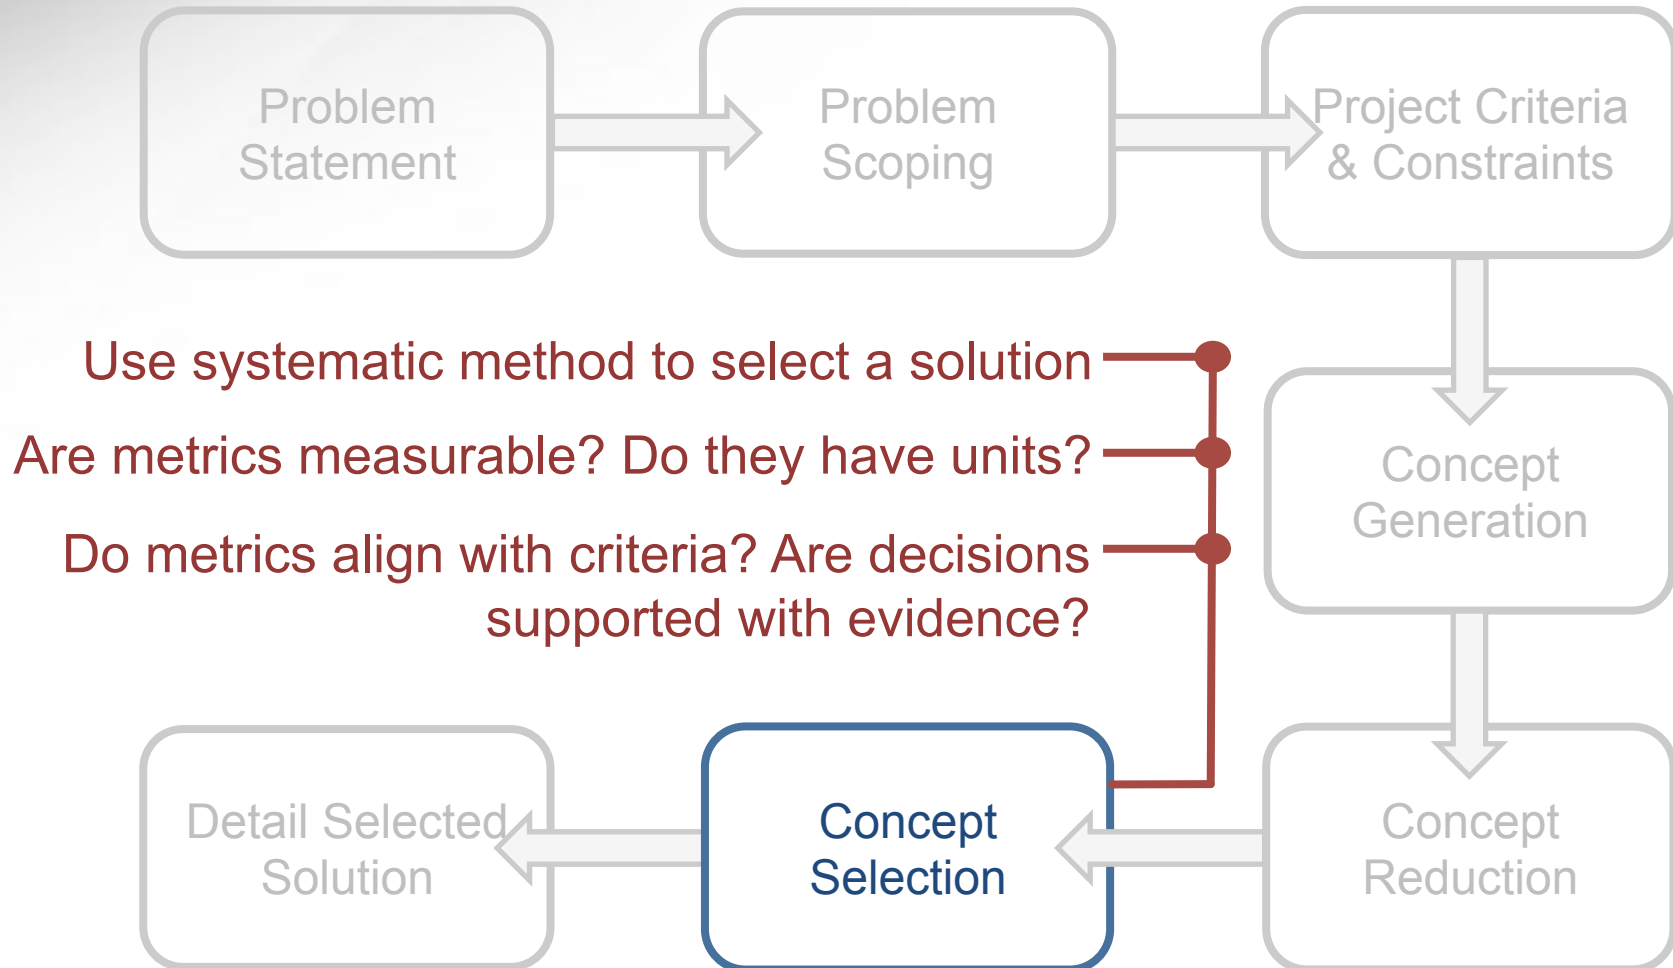 Problem
Statement
Problem
Scoping
Project Criteria
& Constraints
Use systematic method to select a solution
Are metrics measurable? Do they have units?
Do metrics align with criteria? Are decisions
supported with evidence?
Concept
Generation
Detail Selected
Solution
Concept
Selection
Concept
Reduction